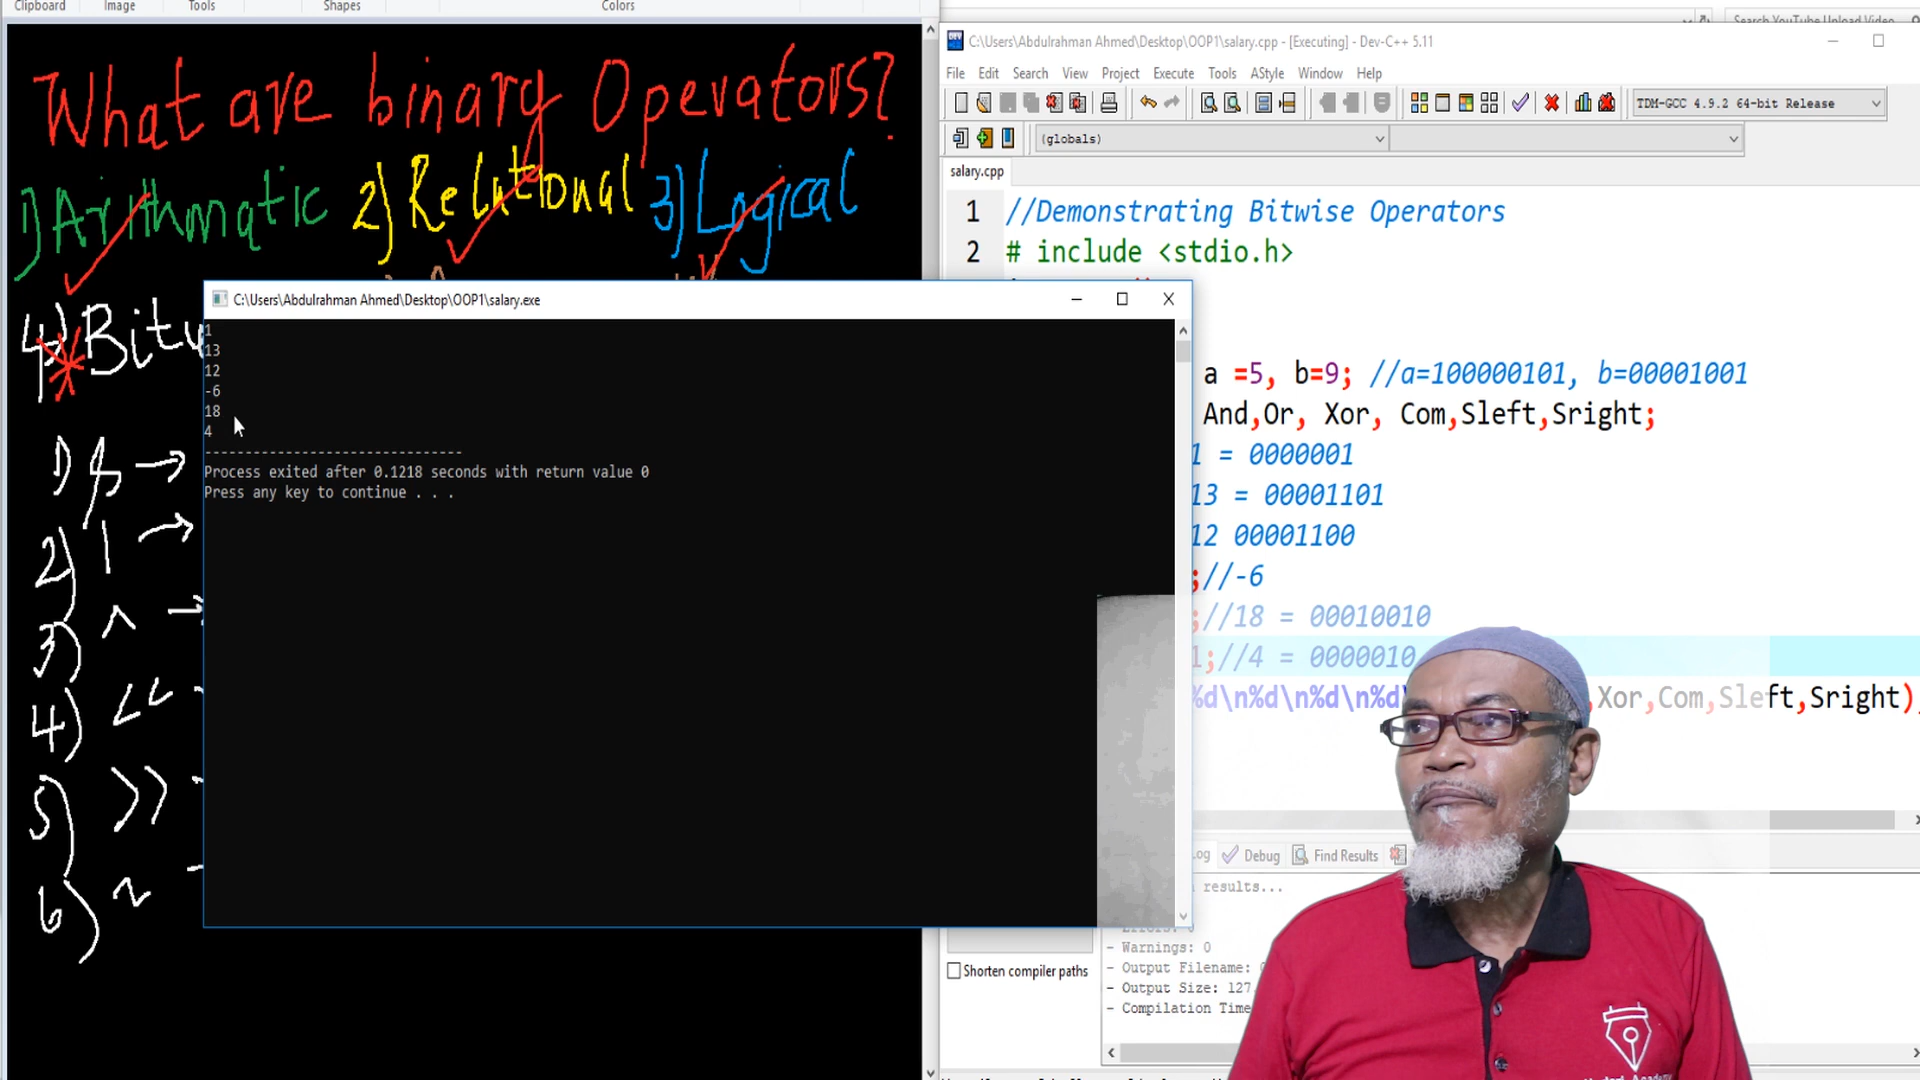 Clipboard Image Tools Shapes Colors
What are binary Operators?
1) Arithmatic 2) Relational 3) Logical
4)
1) & →
2) | →
3) ^ →
4) <<
5) >>
6) ~
C:\Users\Abdulrahman Ahmed\Desktop\OOP1\salary.exe
1
13
12
-6
18
4
--------------------------------
Process exited after 0.1218 seconds with return value 0
Press any key to continue . . .
Search YouTube Upload Video
C:\Users\Abdulrahman Ahmed\Desktop\OOP1\salary.cpp - [Executing] - Dev-C++ 5.11
File Edit Search View Project Execute Tools AStyle Window Help
TDM-GCC 4.9.2 64-bit Release
(globals)
salary.cpp
1 //Demonstrating Bitwise Operators
2 # include <stdio.h>
a =5, b=9; //a=100000101, b=00001001
And,Or, Xor, Com,Sleft,Sright;
1 = 0000001
13 = 00001101
12 00001100
;//-6
;//18 = 00010010
1;//4 = 0000010
%d\n%d\n%d\n%d\ ,Xor,Com,Sleft,Sright)
Debug Find Results
results...
- Warnings: 0
- Output Filename:
- Output Size: 127
- Compilation Time
Shorten compiler paths